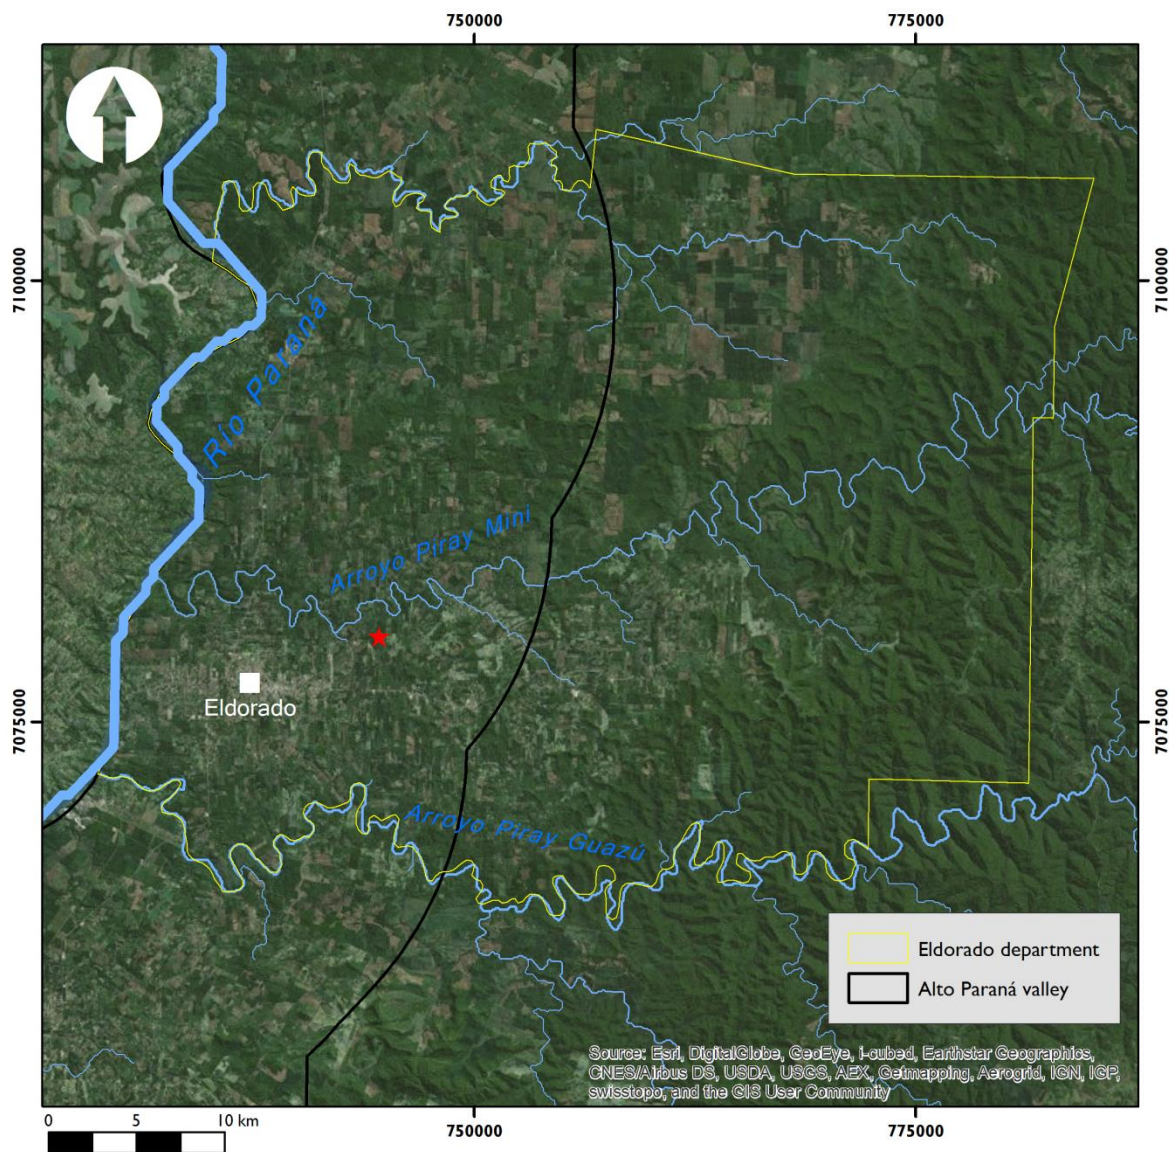 750000
775000
7100000
7100000
Río Paraná
Arroyo Piray Mini
Eldorado
7075000
7075000
Arroyo Piray Guazú
Eldorado department
Alto Paraná valley
Source: Esri, DigitalGlobe, GeoEye, i-cubed, Earthstar Geographics,
CNES/Airbus DS, USDA, USGS, AEX, Getmapping, Aerogrid, IGN, IGP,
swisstopo, and the GIS User Community
0 5 10 km
750000
775000